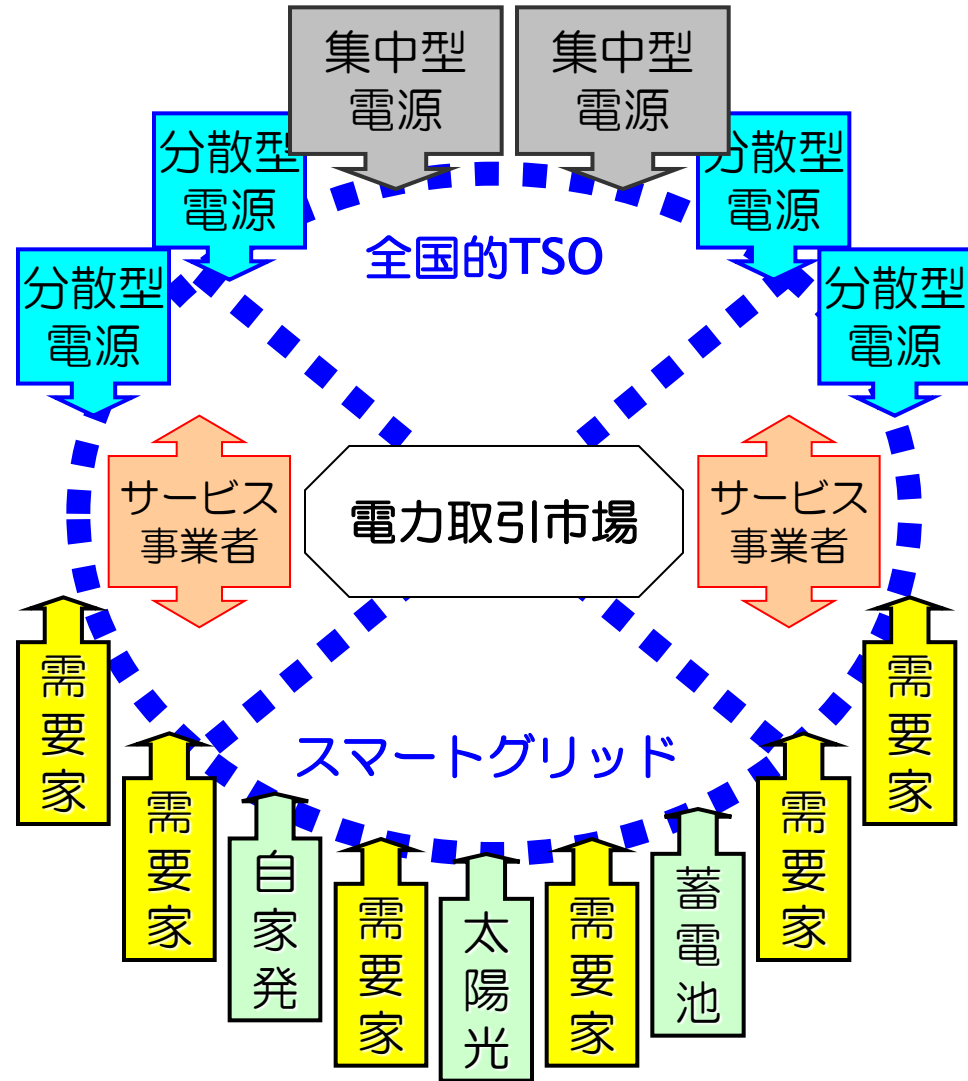 集中型
電源
集中型
電源
分散型
電源
分散型
電源
分散型
電源
分散型
電源
全国的TSO
サービス
事業者
電力取引市場
サービス
事業者
スマートグリッド
需要家
需要家
自家発
需要家
太陽光
需要家
蓄電池
需要家
需要家